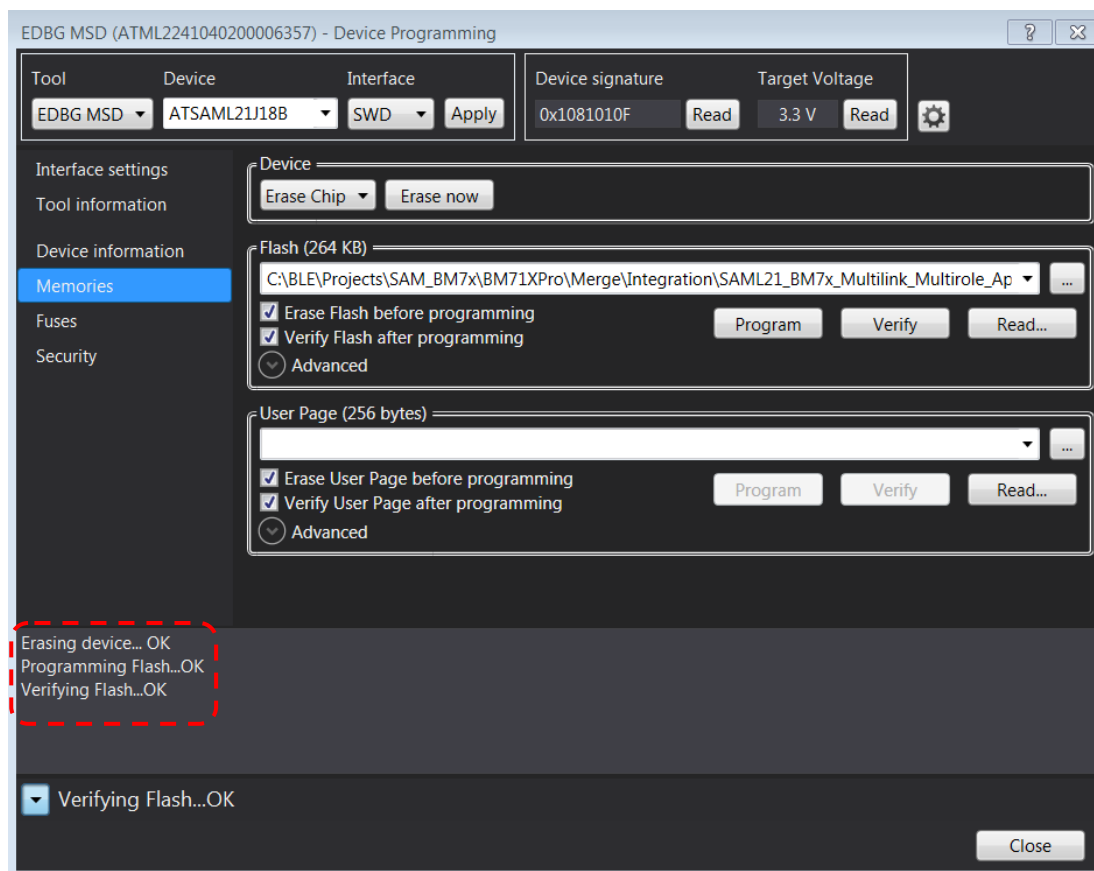 EDBG MSD (ATML2241040200006357) - Device Programming
Tool Device Interface Device signature Target Voltage
EDBG MSD ATSAML21J18B SWD Apply 0x1081010F Read 3.3 V Read
Interface settings
Tool information
Device information
Memories
Fuses
Security
Device
Erase Chip Erase now
Flash (264 KB)
C:\BLE\Projects\SAM_BM7x\BM71XPro\Merge\Integration\SAML21_BM7x_Multilink_Multirole_Ap ...
Erase Flash before programming
Verify Flash after programming
Program Verify Read...
Advanced
User Page (256 bytes)
...
Erase User Page before programming
Verify User Page after programming
Program Verify Read...
Advanced
Erasing device... OK
Programming Flash...OK
Verifying Flash...OK
Verifying Flash...OK
Close